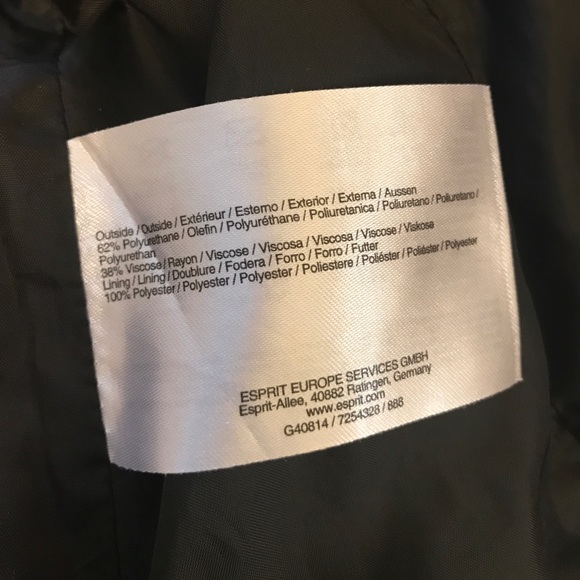 Outside / Outside / Extérieur / Esterno / Exterior / Externa / Aussen
62% Polyurethane / Olefin / Polyuréthane / Poliuretanica / Poliuretano / Poliuretano /
Polyurethan
38% Viscose / Rayon / Viscose / Viscosa / Viscosa / Viscose / Viskose
Lining / Lining / Doublure / Fodera / Forro / Forro / Futter
100% Polyester / Polyester / Polyester / Poliestere / Poliéster / Poliéster / Polyester
ESPRIT EUROPE SERVICES GMBH
Esprit-Allee, 40882 Ratingen, Germany
www.esprit.com
G40814 / 7254328 / 888